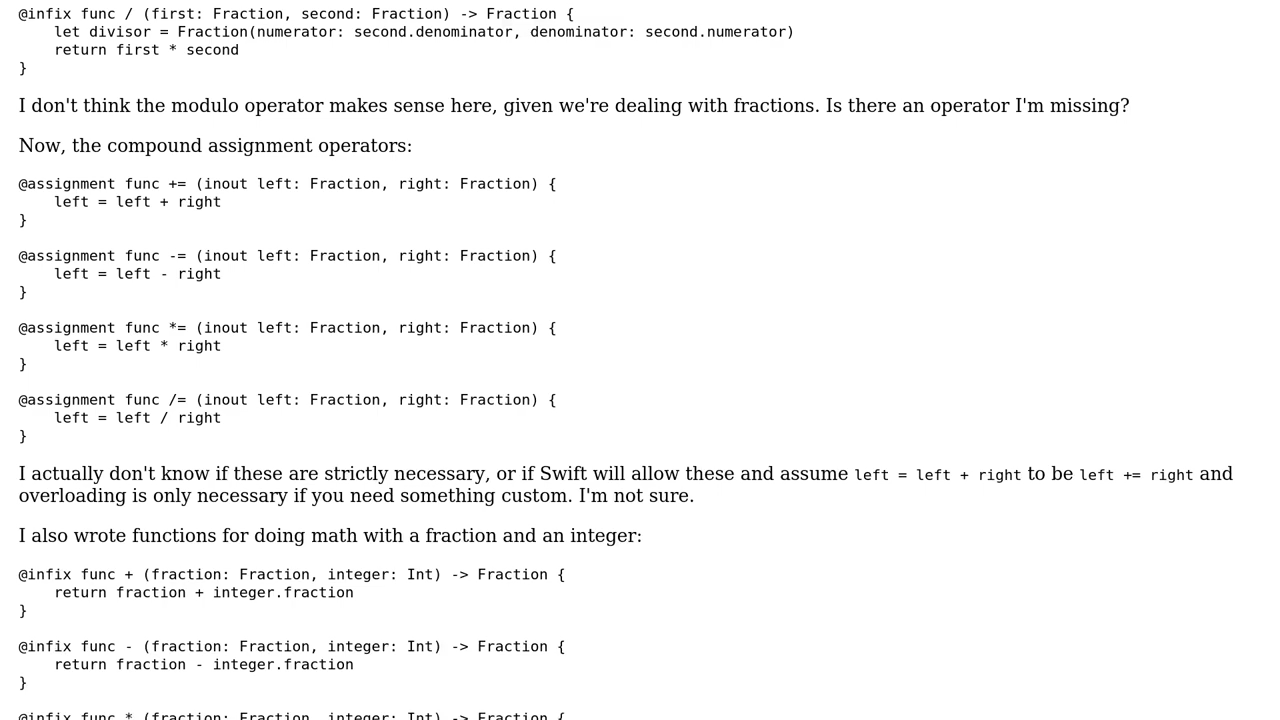 @infix func / (first: Fraction, second: Fraction) -> Fraction {
    let divisor = Fraction(numerator: second.denominator, denominator: second.numerator)
    return first * second
}
I don't think the modulo operator makes sense here, given we're dealing with fractions. Is there an operator I'm missing?
Now, the compound assignment operators:
@assignment func += (inout left: Fraction, right: Fraction) {
    left = left + right
}
@assignment func -= (inout left: Fraction, right: Fraction) {
    left = left - right
}
@assignment func *= (inout left: Fraction, right: Fraction) {
    left = left * right
}
@assignment func /= (inout left: Fraction, right: Fraction) {
    left = left / right
}
I actually don't know if these are strictly necessary, or if Swift will allow these and assume left = left + right to be left += right and
overloading is only necessary if you need something custom. I'm not sure.
I also wrote functions for doing math with a fraction and an integer:
@infix func + (fraction: Fraction, integer: Int) -> Fraction {
    return fraction + integer.fraction
}
@infix func - (fraction: Fraction, integer: Int) -> Fraction {
    return fraction - integer.fraction
}
@infix func * (fraction: Fraction, integer: Int) -> Fraction {